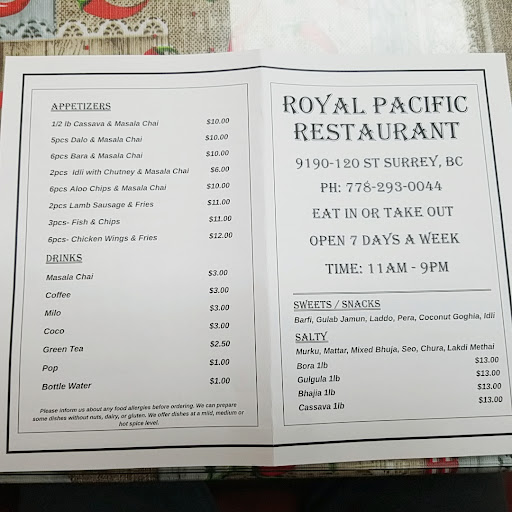 APPETIZERS
1/2 lb Cassava & Masala Chai $10.00
5pcs Dalo & Masala Chai $10.00
6pcs Bara & Masala Chai $10.00
2pcs Idli with Chutney & Masala Chai $6.00
6pcs Aloo Chips & Masala Chai $10.00
2pcs Lamb Sausage & Fries $11.00
3pcs- Fish & Chips $11.00
6pcs- Chicken Wings & Fries $12.00
DRINKS
Masala Chai $3.00
Coffee $3.00
Milo $3.00
Coco $3.00
Green Tea $2.50
Pop $1.00
Bottle Water $1.00
Please inform us about any food allergies before ordering. We can prepare
some dishes without nuts, dairy, or gluten. We offer dishes at a mild, medium or
hot spice level.
ROYAL PACIFIC
RESTAURANT
9190-120 ST SURREY, BC
PH: 778-293-0044
EAT IN OR TAKE OUT
OPEN 7 DAYS A WEEK
TIME: 11AM - 9PM
SWEETS / SNACKS
Barfi, Gulab Jamun, Laddo, Pera, Coconut Goghia, Idli
SALTY
Murku, Mattar, Mixed Bhuja, Seo, Chura, Lakdi Methai
Bora 1lb $13.00
Gulgula 1lb $13.00
Bhajia 1lb $13.00
Cassava 1lb $13.00